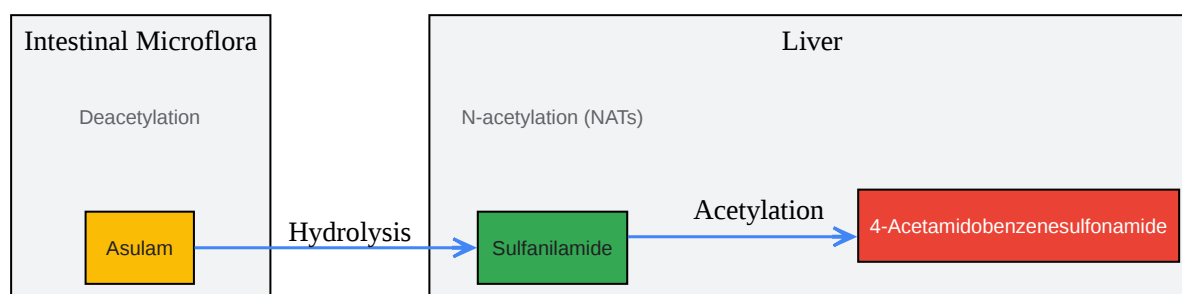 Intestinal Microflora
Liver
Deacetylation
N-acetylation (NATs)
Asulam
Hydrolysis
Sulfanilamide
Acetylation
4-Acetamidobenzenesulfonamide